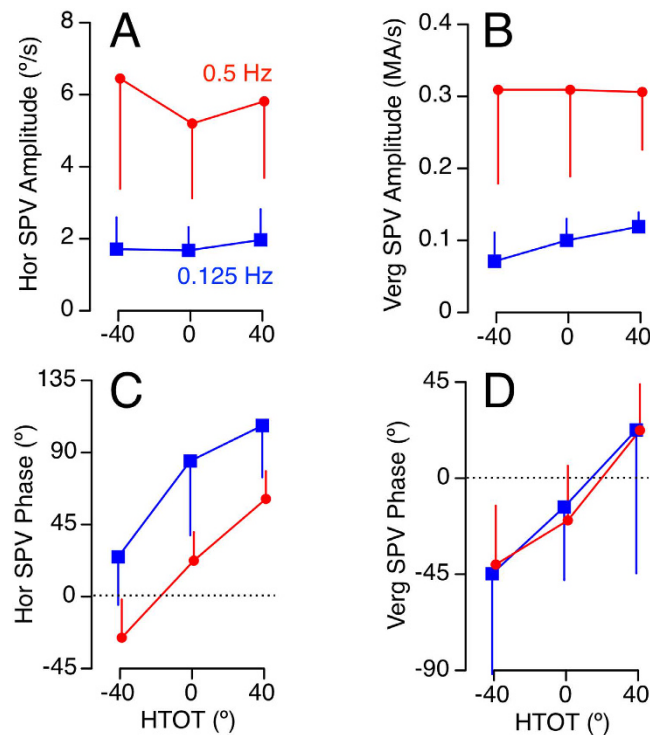 A
Hor SPV Amplitude (º/s)
8
6
4
2
0
0.5 Hz
0.125 Hz
-40 0 40
B
Verg SPV Amplitude (MA/s)
0.4
0.3
0.2
0.1
0
-40 0 40
C
Hor SPV Phase (º)
135
90
45
0
-45
-40 0 40
HTOT (º)
D
Verg SPV Phase (º)
45
0
-45
-90
-40 0 40
HTOT (º)